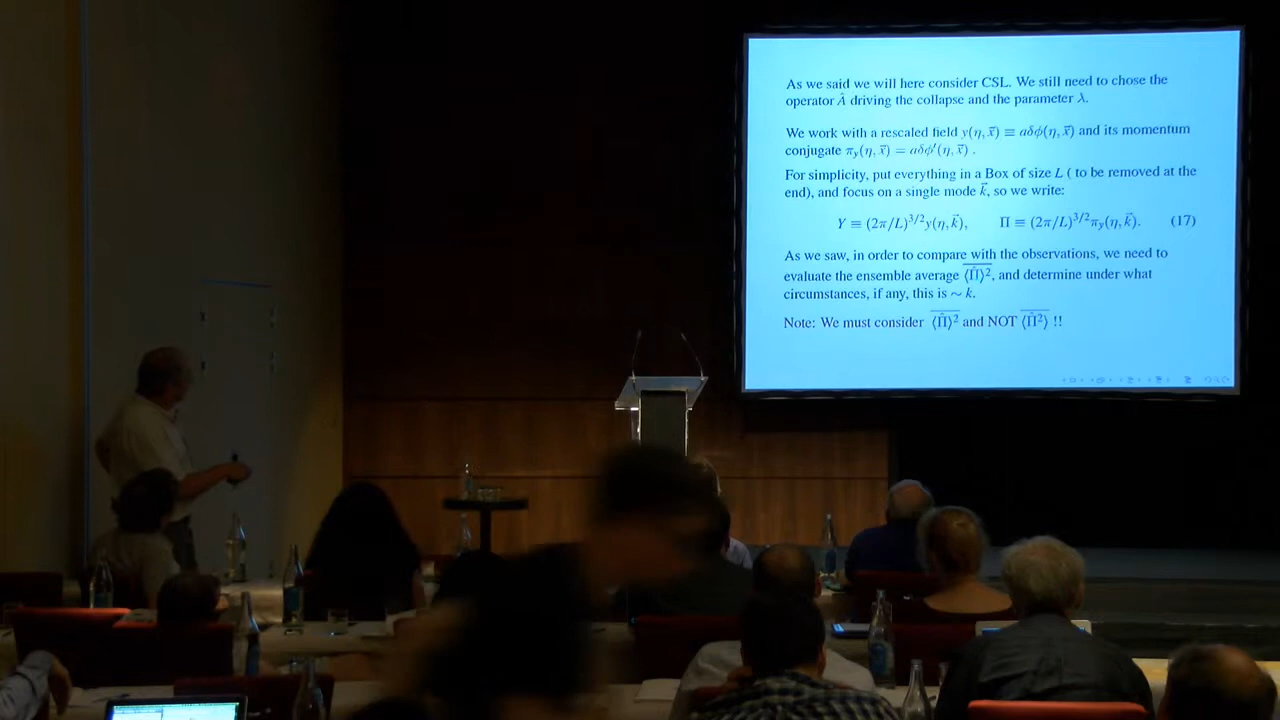 As we said we will here consider CSL. We still need to chose the
operator Â driving the collapse and the parameter λ.
We work with a rescaled field y(η, x⃗) ≡ aδϕ(η, x⃗) and its momentum
conjugate π_y(η, x⃗) = aδϕ′(η, x⃗) .
For simplicity, put everything in a Box of size L ( to be removed at the
end), and focus on a single mode k⃗, so we write:
Y ≡ (2π/L)^{3/2} y(η, k⃗), Π ≡ (2π/L)^{3/2} π_y(η, k⃗). (17)
As we saw, in order to compare with the observations, we need to
evaluate the ensemble average \overline{⟨Π̂⟩²}, and determine under what
circumstances, if any, this is ∼ k.
Note: We must consider \overline{⟨Π̂⟩²} and NOT \overline{⟨Π̂²⟩} !!